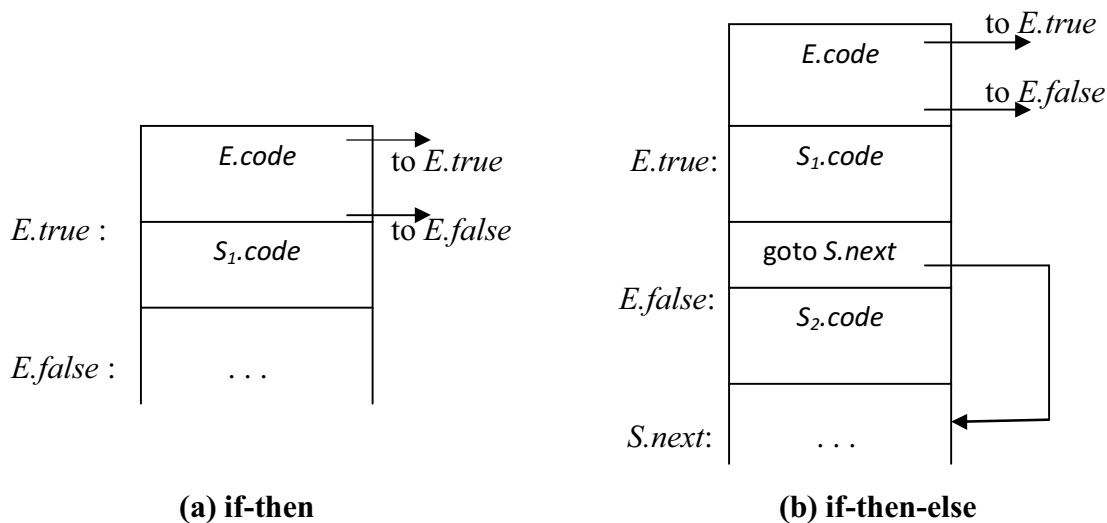 E.code
to E.true
to E.false
E.true :
S₁.code
E.false :
. . .
(a) if-then
E.code
to E.true
to E.false
E.true:
S₁.code
goto S.next
E.false:
S₂.code
S.next:
. . .
(b) if-then-else